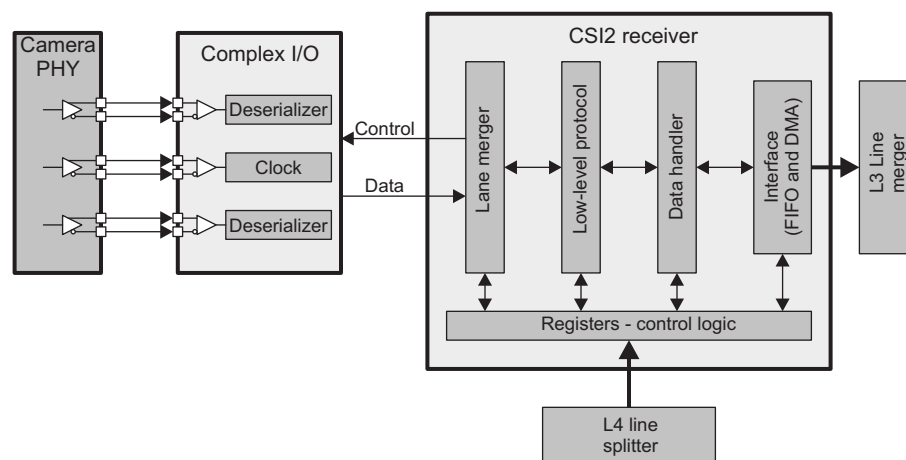 Camera
PHY
Complex I/O
Deserializer
Clock
Deserializer
Control
Data
CSI2 receiver
Lane merger
Low-level protocol
Data handler
Interface
(FIFO and DMA)
L3 Line
merger
Registers - control logic
L4 line
splitter